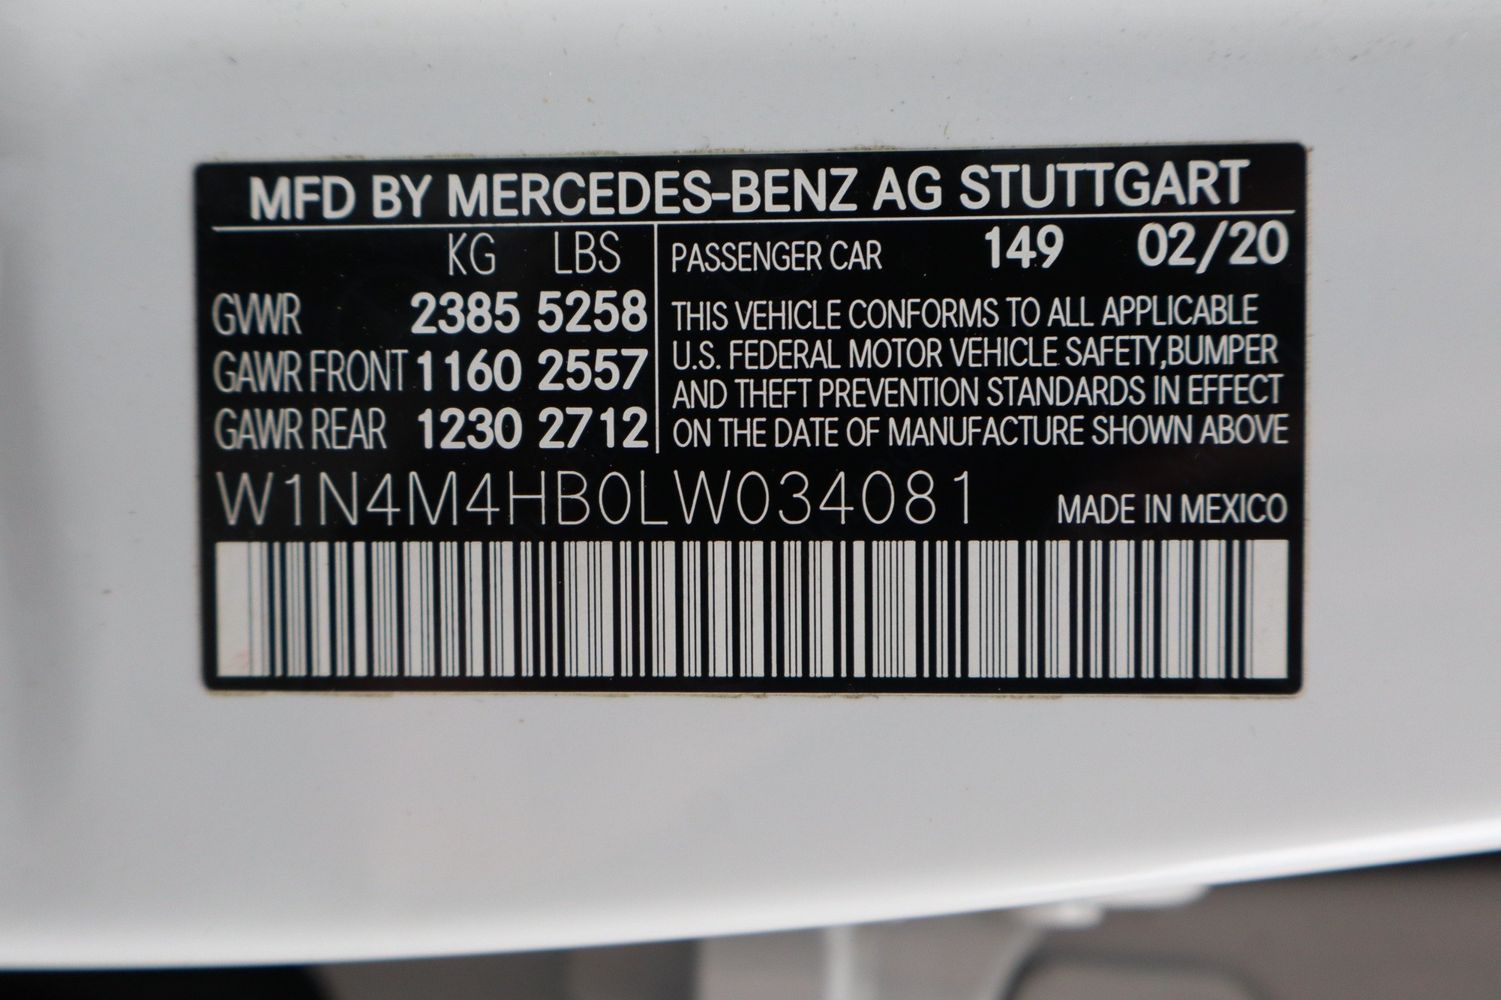 MFD BY MERCEDES-BENZ AG STUTTGART
KG LBS
GVWR 2385 5258
GAWR FRONT 1160 2557
GAWR REAR 1230 2712
PASSENGER CAR 149 02/20
THIS VEHICLE CONFORMS TO ALL APPLICABLE
U.S. FEDERAL MOTOR VEHICLE SAFETY,BUMPER
AND THEFT PREVENTION STANDARDS IN EFFECT
ON THE DATE OF MANUFACTURE SHOWN ABOVE
W1N4M4HB0LW034081
MADE IN MEXICO